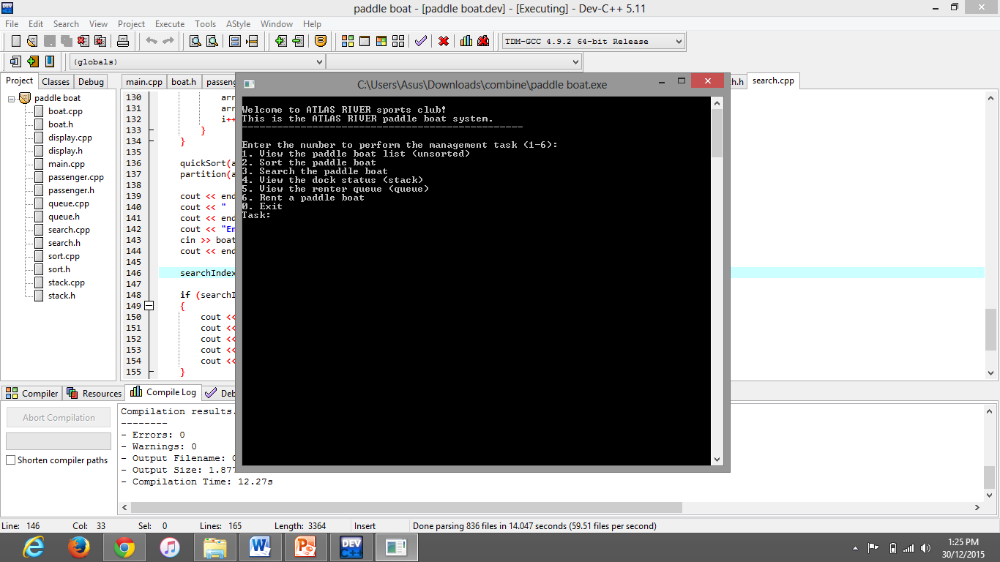 paddle boat - [paddle boat.dev] - [Executing] - Dev-C++ 5.11
File Edit Search View Project Execute Tools AStyle Window Help
TDM-GCC 4.9.2 64-bit Release
(globals)
Project Classes Debug
main.cpp boat.h passeng h.h search.cpp
paddle boat
boat.cpp
boat.h
display.cpp
display.h
main.cpp
passenger.cpp
passenger.h
queue.cpp
queue.h
search.cpp
search.h
sort.cpp
sort.h
stack.cpp
stack.h
130 arr
131 arr
132 i++
133 }
134 }
135
136 quickSort(a
137 partition(a
138
139 cout << end
140 cout << "
141 cout << end
142 cout << "En
143 cin >> boat
144 cout << end
145
146 searchIndex
147
148 if (searchI
149 {
150 cout <<
151 cout <<
152 cout <<
153 cout <<
154 cout <<
155 }
C:\Users\Asus\Downloads\combine\paddle boat.exe
Welcome to ATLAS RIVER sports club!
This is the ATLAS RIVER paddle boat system.
------------------------------------------------
Enter the number to perform the management task (1-6):
1. View the paddle boat list (unsorted)
2. Sort the paddle boat
3. Search the paddle boat
4. View the dock status (stack)
5. View the renter queue (queue)
6. Rent a paddle boat
0. Exit
Task:
Compiler Resources Compile Log Deb
Abort Compilation
Shorten compiler paths
Compilation results.
--------
- Errors: 0
- Warnings: 0
- Output Filename: C
- Output Size: 1.877
- Compilation Time: 12.27s
Line: 146 Col: 33 Sel: 0 Lines: 165 Length: 3364 Insert Done parsing 836 files in 14.047 seconds (59.51 files per second)
DEV C++
1:25 PM
30/12/2015